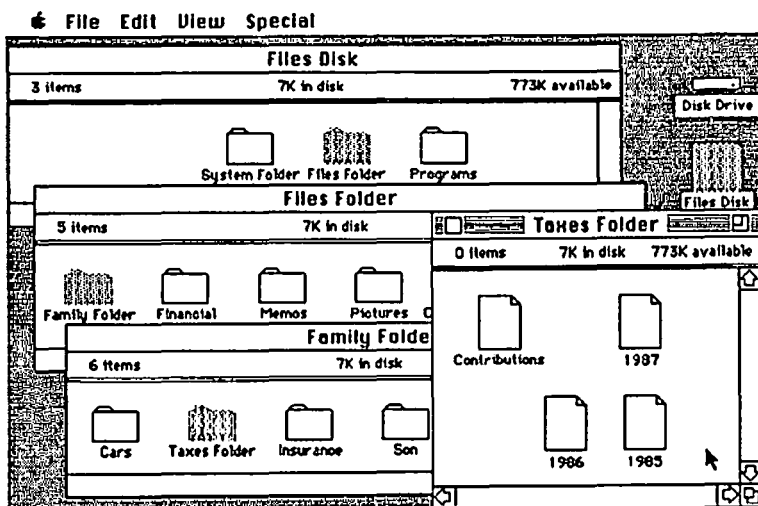 File Edit View Special
Files Disk
3 items 7K in disk 773K available
Disk Drive
System Folder Files Folder Programs
Files Disk
Files Folder
5 items 7K in disk
Taxes Folder
0 items 7K in disk 773K available
Family Folder Financial Memos Pictures
Contributions 1987
Family Folde
6 items 7K in disk
Cars Taxes Folder Insurance Son
1986 1985